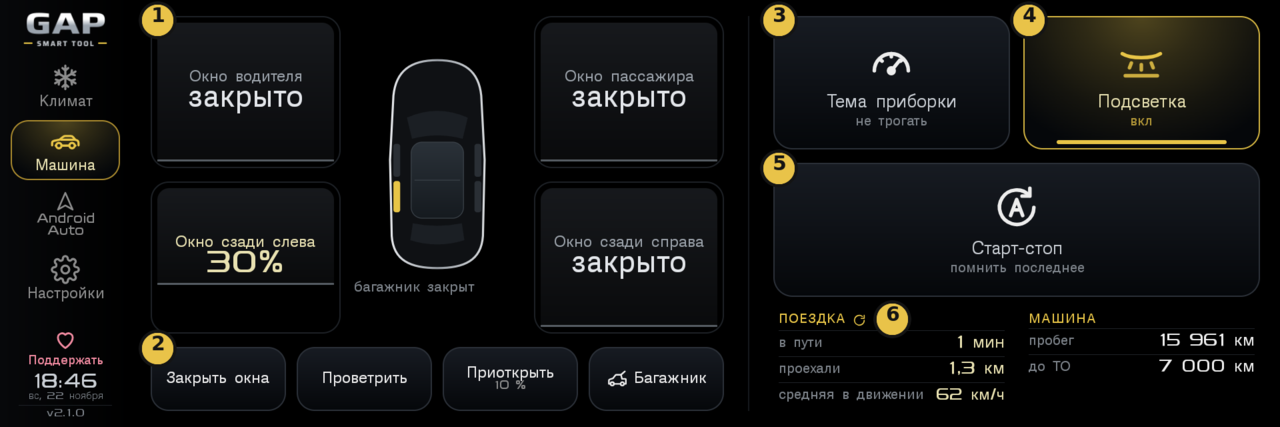 GAP
SMART TOOL
Климат
Машина
Android
Auto
Настройки
Поддержать
18:46
вс, 22 ноября
v2.1.0
1
Окно водителя
закрыто
Окно пассажира
закрыто
Окно сзади слева
30%
Окно сзади справа
закрыто
багажник закрыт
2
Закрыть окна
Проветрить
Приоткрыть
10 %
Багажник
3
Тема приборки
не трогать
4
Подсветка
вкл
5
A
Старт-стоп
помнить последнее
ПОЕЗДКА
6
в пути 1 мин
проехали 1,3 км
средняя в движении 62 км/ч
МАШИНА
пробег 15 961 км
до ТО 7 000 км